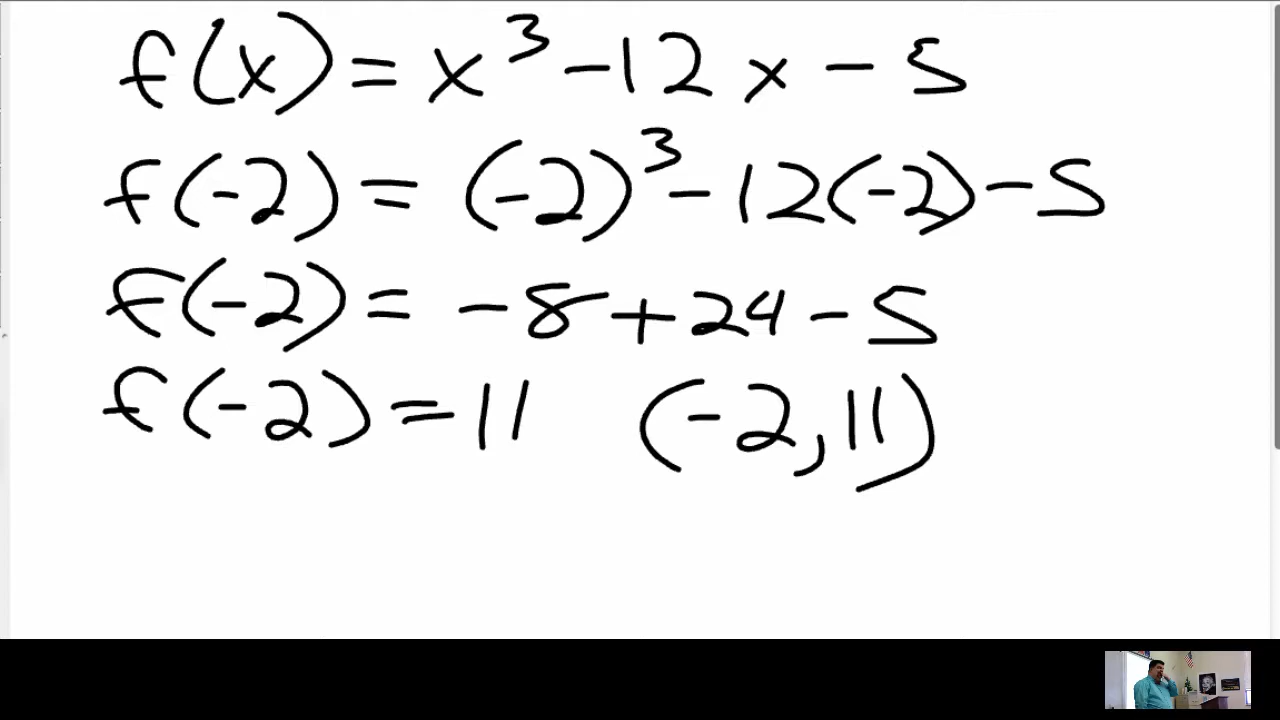 f(x) = x³ - 12x - 5
f(-2) = (-2)³ - 12(-2) - 5
f(-2) = -8 + 24 - 5
f(-2) = 11 (-2, 11)